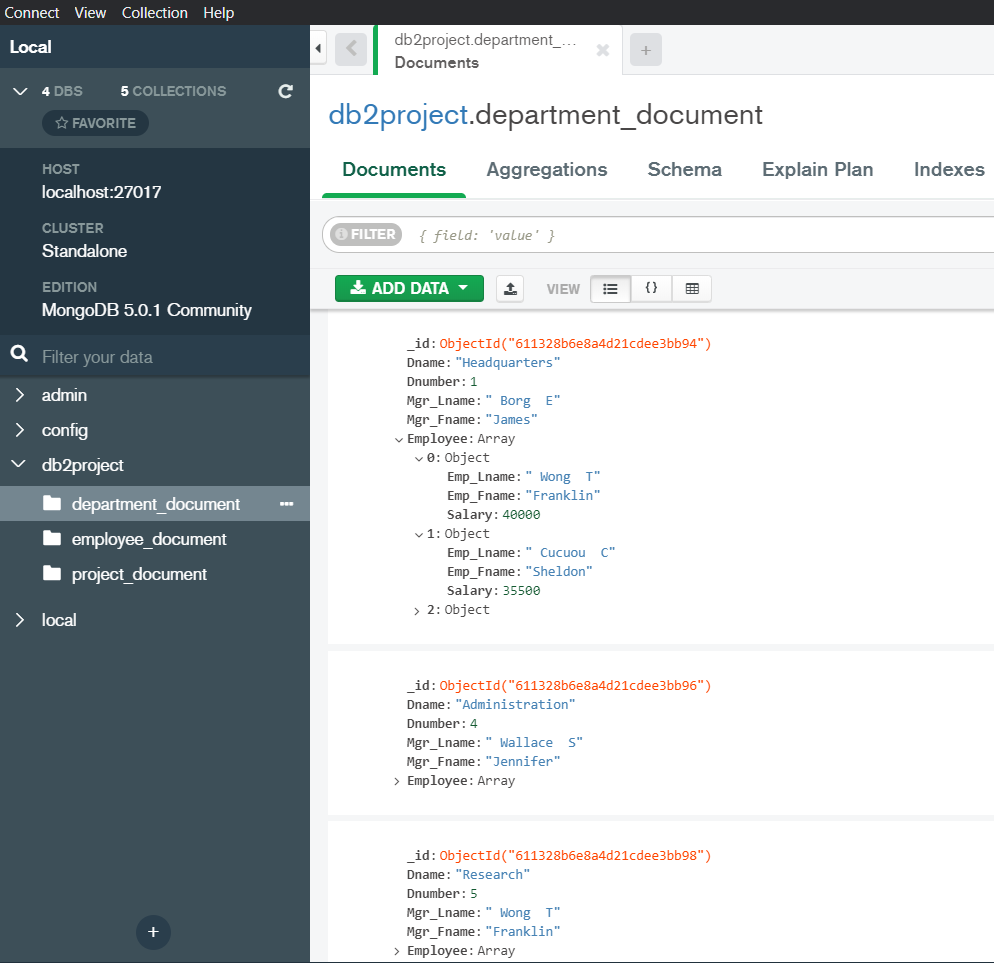 Connect View Collection Help
Local
4 DBS 5 COLLECTIONS
FAVORITE
HOST
localhost:27017
CLUSTER
Standalone
EDITION
MongoDB 5.0.1 Community
Filter your data
admin
config
db2project
department_document
employee_document
project_document
local
db2project.department_...
Documents
db2project.department_document
Documents Aggregations Schema Explain Plan Indexes
FILTER { field: 'value' }
ADD DATA VIEW {}
_id: ObjectId("611328b6e8a4d21cdee3bb94")
Dname: "Headquarters"
Dnumber: 1
Mgr_Lname: " Borg  E"
Mgr_Fname: "James"
Employee: Array
0: Object
Emp_Lname: " Wong  T"
Emp_Fname: "Franklin"
Salary: 40000
1: Object
Emp_Lname: " Cucuou  C"
Emp_Fname: "Sheldon"
Salary: 35500
2: Object
_id: ObjectId("611328b6e8a4d21cdee3bb96")
Dname: "Administration"
Dnumber: 4
Mgr_Lname: " Wallace  S"
Mgr_Fname: "Jennifer"
Employee: Array
_id: ObjectId("611328b6e8a4d21cdee3bb98")
Dname: "Research"
Dnumber: 5
Mgr_Lname: " Wong  T"
Mgr_Fname: "Franklin"
Employee: Array